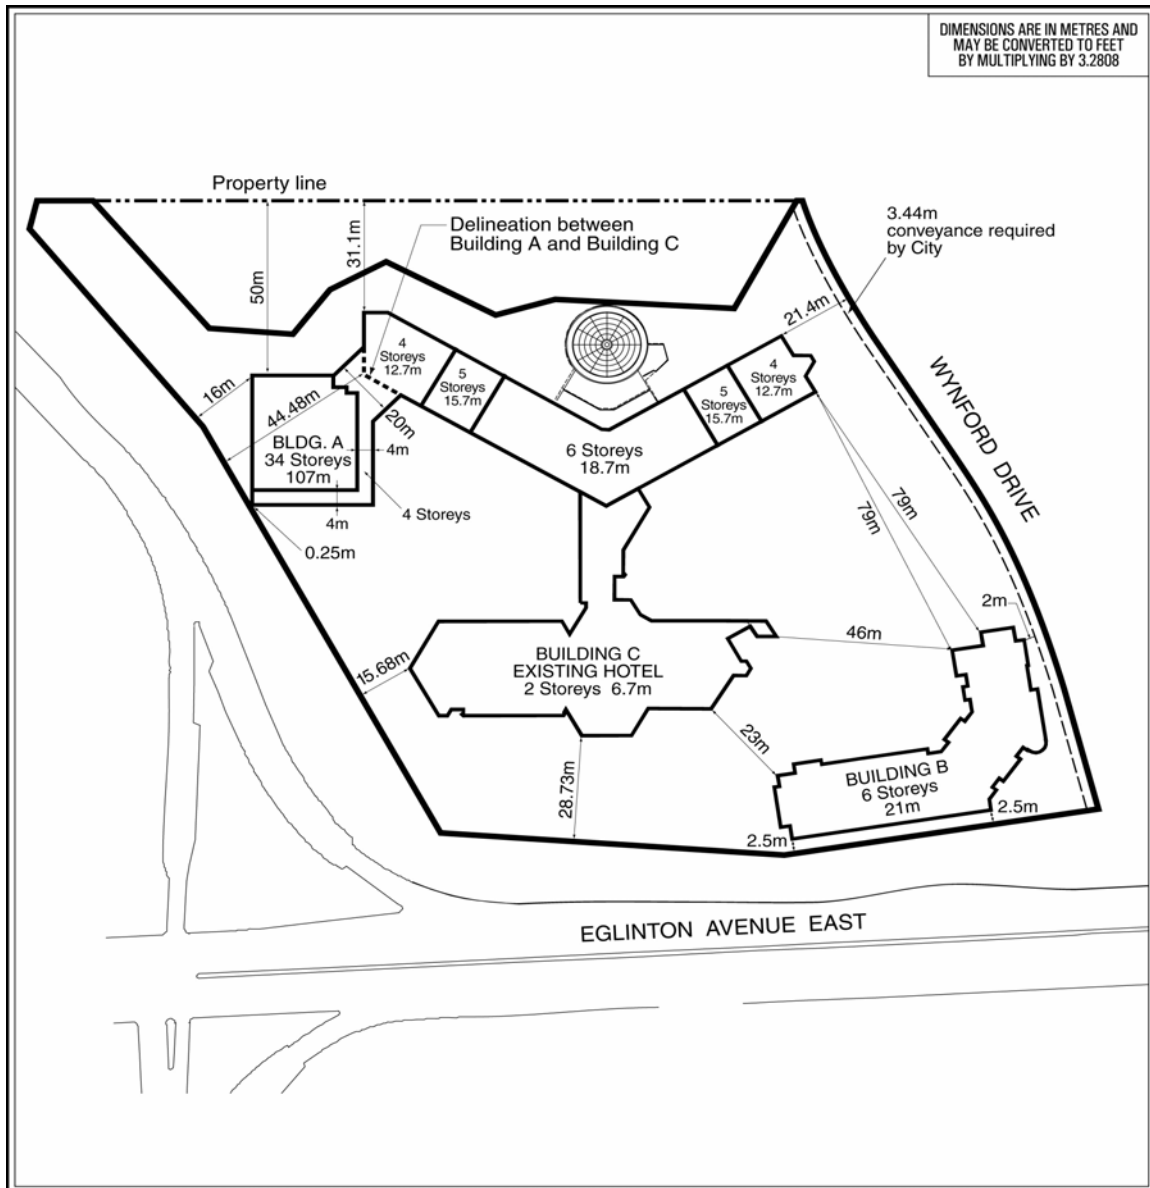 DIMENSIONS ARE IN METRES AND
MAY BE CONVERTED TO FEET
BY MULTIPLYING BY 3.2808
Property line
Delineation between
Building A and Building C
3.44m
conveyance required
by City
31.1m
50m
21.4m
4
Storeys
12.7m
5
Storeys
15.7m
4
Storeys
12.7m
5
Storeys
15.7m
16m
44.48m
20m
WYNFORD DRIVE
BLDG. A
34 Storeys
107m
4m
6 Storeys
18.7m
4 Storeys
4m
0.25m
79m
79m
2m
46m
15.68m
BUILDING C
EXISTING HOTEL
2 Storeys 6.7m
23m
28.73m
BUILDING B
6 Storeys
21m
2.5m
2.5m
EGLINTON AVENUE EAST